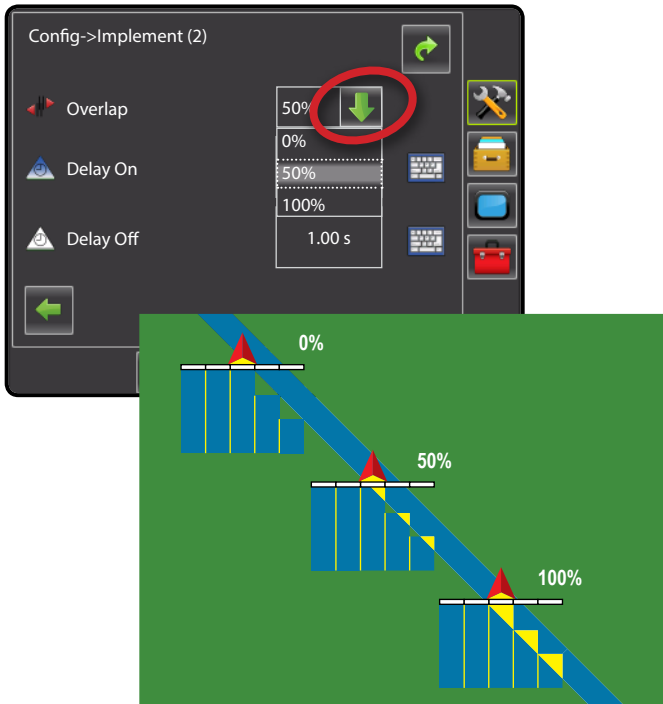 Config->Implement (2)
Overlap
50%
0%
Delay On
50%
100%
Delay Off
1.00 s
0%
50%
100%